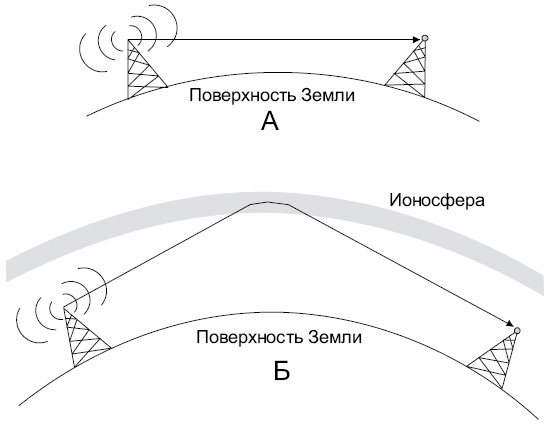 Поверхность Земли
А
Ионосфера
Поверхность Земли
Б